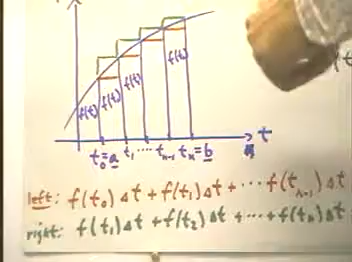 f(t) f(t) f(t) f(t)
t₀=a t₁ ⋯ tₙ₋₁ tₙ=b t
left: f(t₀)Δt + f(t₁)Δt + ⋯ f(tₙ₋₁)Δt
right: f(t₁)Δt + f(t₂)Δt + ⋯ + f(tₙ)Δt